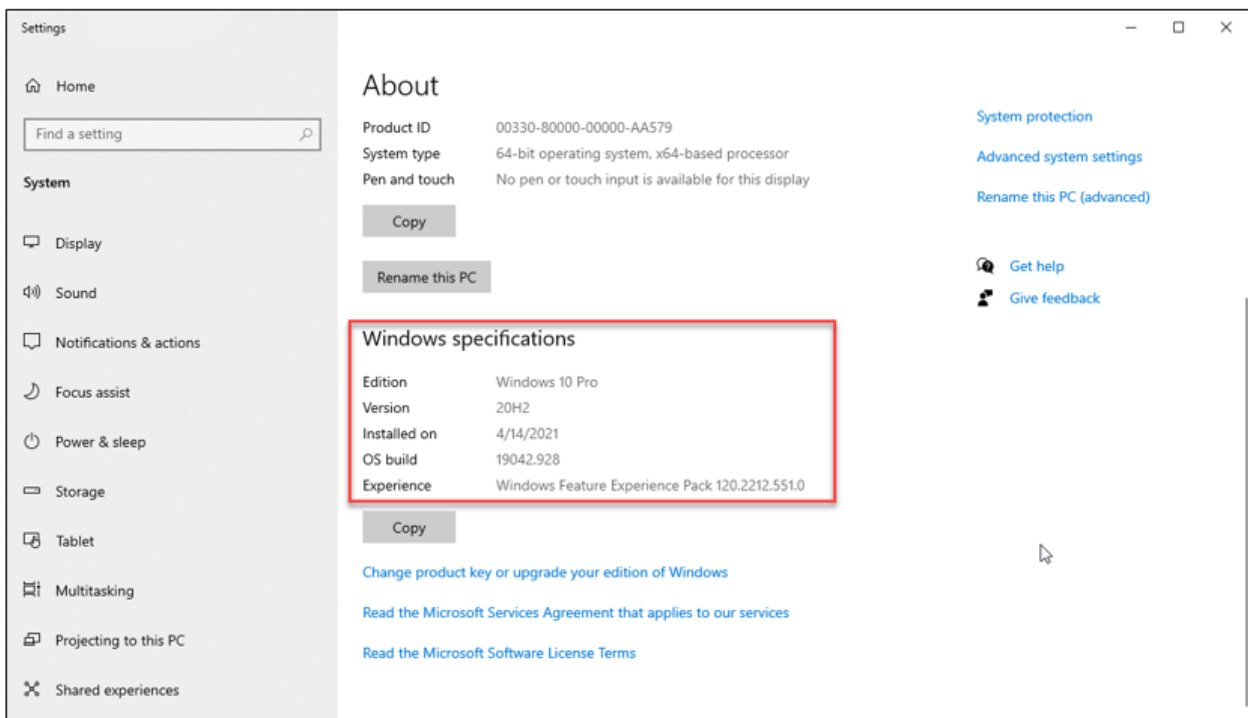 Settings
Home
Find a setting
System
Display
Sound
Notifications & actions
Focus assist
Power & sleep
Storage
Tablet
Multitasking
Projecting to this PC
Shared experiences
About
Product ID 00330-80000-00000-AA579
System type 64-bit operating system, x64-based processor
Pen and touch No pen or touch input is available for this display
Copy
Rename this PC
Windows specifications
Edition Windows 10 Pro
Version 20H2
Installed on 4/14/2021
OS build 19042.928
Experience Windows Feature Experience Pack 120.2212.551.0
Copy
Change product key or upgrade your edition of Windows
Read the Microsoft Services Agreement that applies to our services
Read the Microsoft Software License Terms
System protection
Advanced system settings
Rename this PC (advanced)
Get help
Give feedback